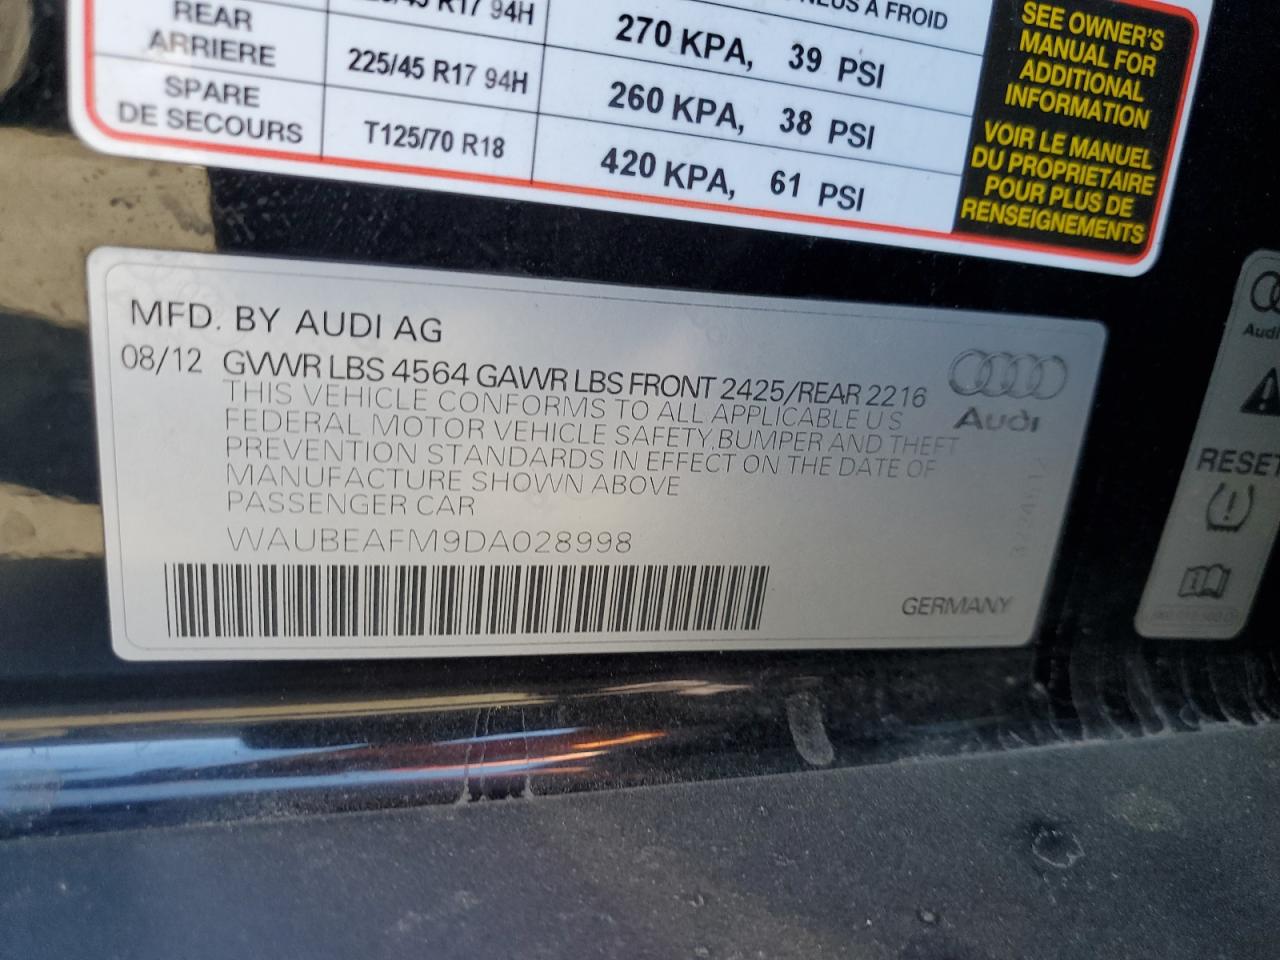 À FROID
R17 94H
270 KPA, 39 PSI
REAR
ARRIERE
225/45 R17 94H
260 KPA, 38 PSI
SPARE
DE SECOURS
T125/70 R18
420 KPA, 61 PSI
SEE OWNER'S
MANUAL FOR
ADDITIONAL
INFORMATION
VOIR LE MANUEL
DU PROPRIETAIRE
POUR PLUS DE
RENSEIGNEMENTS
MFD. BY AUDI AG
08/12 GVWR LBS 4564 GAWR LBS FRONT 2425/REAR 2216
THIS VEHICLE CONFORMS TO ALL APPLICABLE U S
FEDERAL MOTOR VEHICLE SAFETY,BUMPER AND THEFT
PREVENTION STANDARDS IN EFFECT ON THE DATE OF
MANUFACTURE SHOWN ABOVE
PASSENGER CAR
WAUBEAFM9DA028998
Audi
GERMANY
Audi
RESET